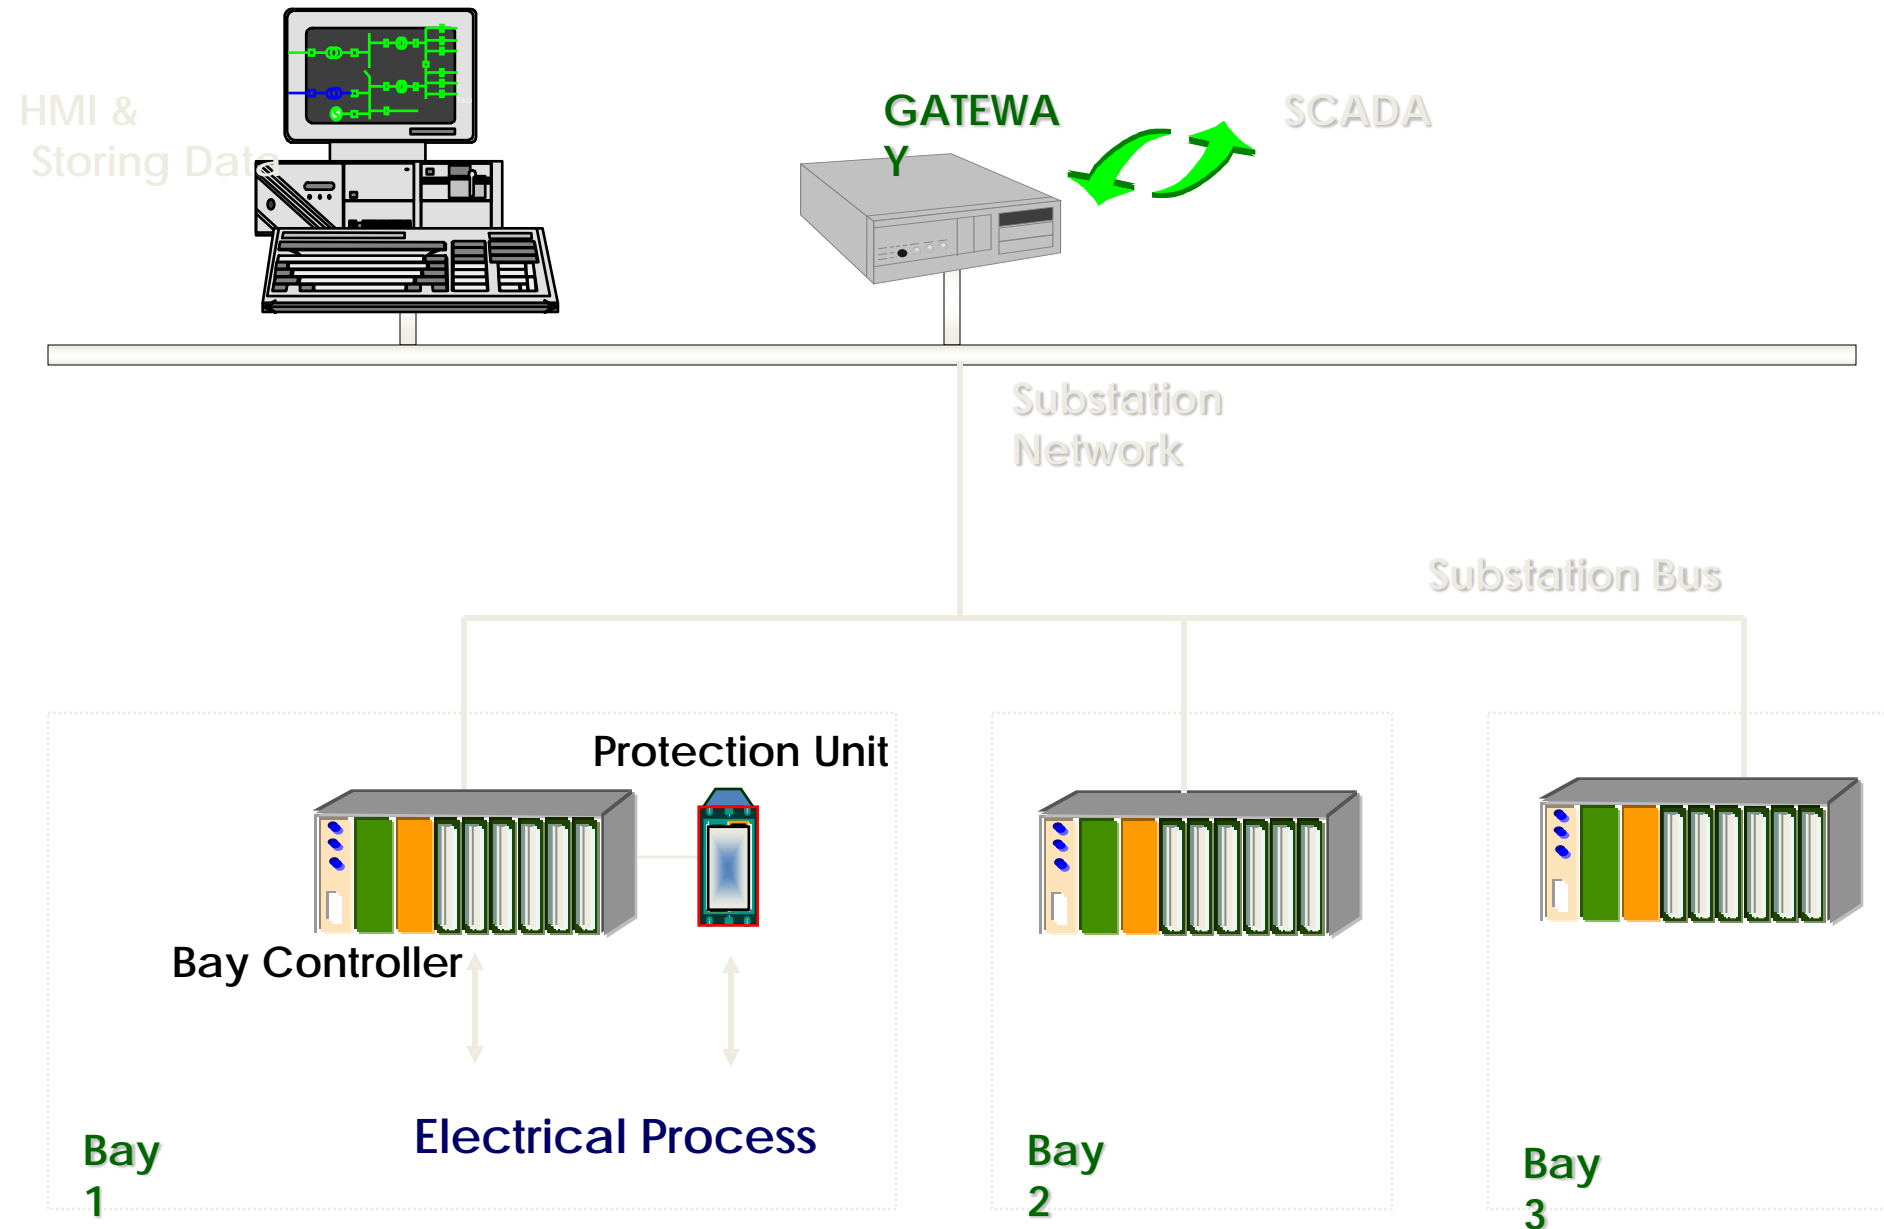 HMI &
Storing Data
GATEWA
Y
SCADA
Substation
Network
Substation Bus
Protection Unit
Bay Controller
Electrical Process
Bay
1
Bay
2
Bay
3